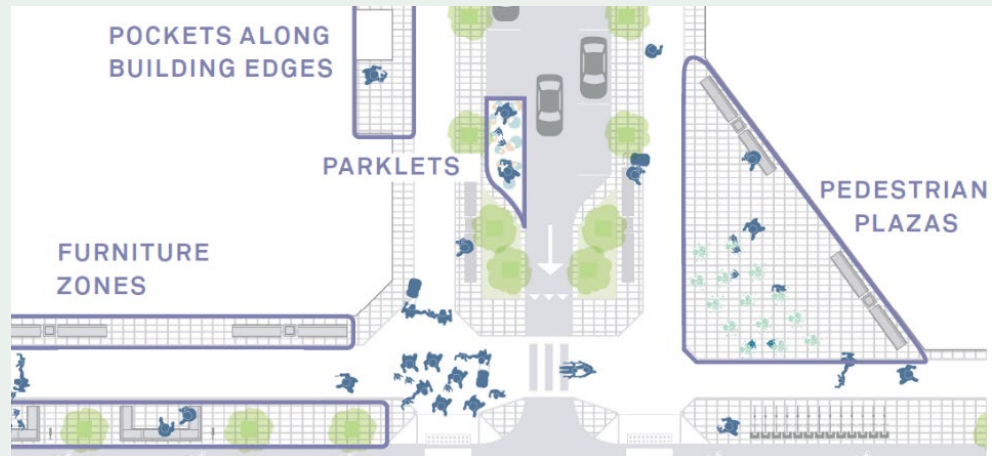 POCKETS ALONG
BUILDING EDGES
PARKLETS
PEDESTRIAN
PLAZAS
FURNITURE
ZONES